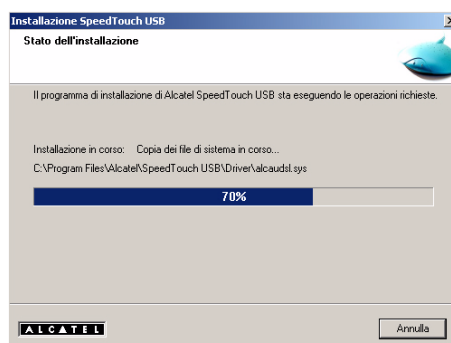 Installazione SpeedTouch USB
Stato dell'installazione
Il programma di installazione di Alcatel SpeedTouch USB sta eseguendo le operazioni richieste.
Installazione in corso: Copia dei file di sistema in corso...
C:\Program Files\Alcatel\SpeedTouch USB\Driver\alcaudsl.sys
70%
ALCATEL
Annulla